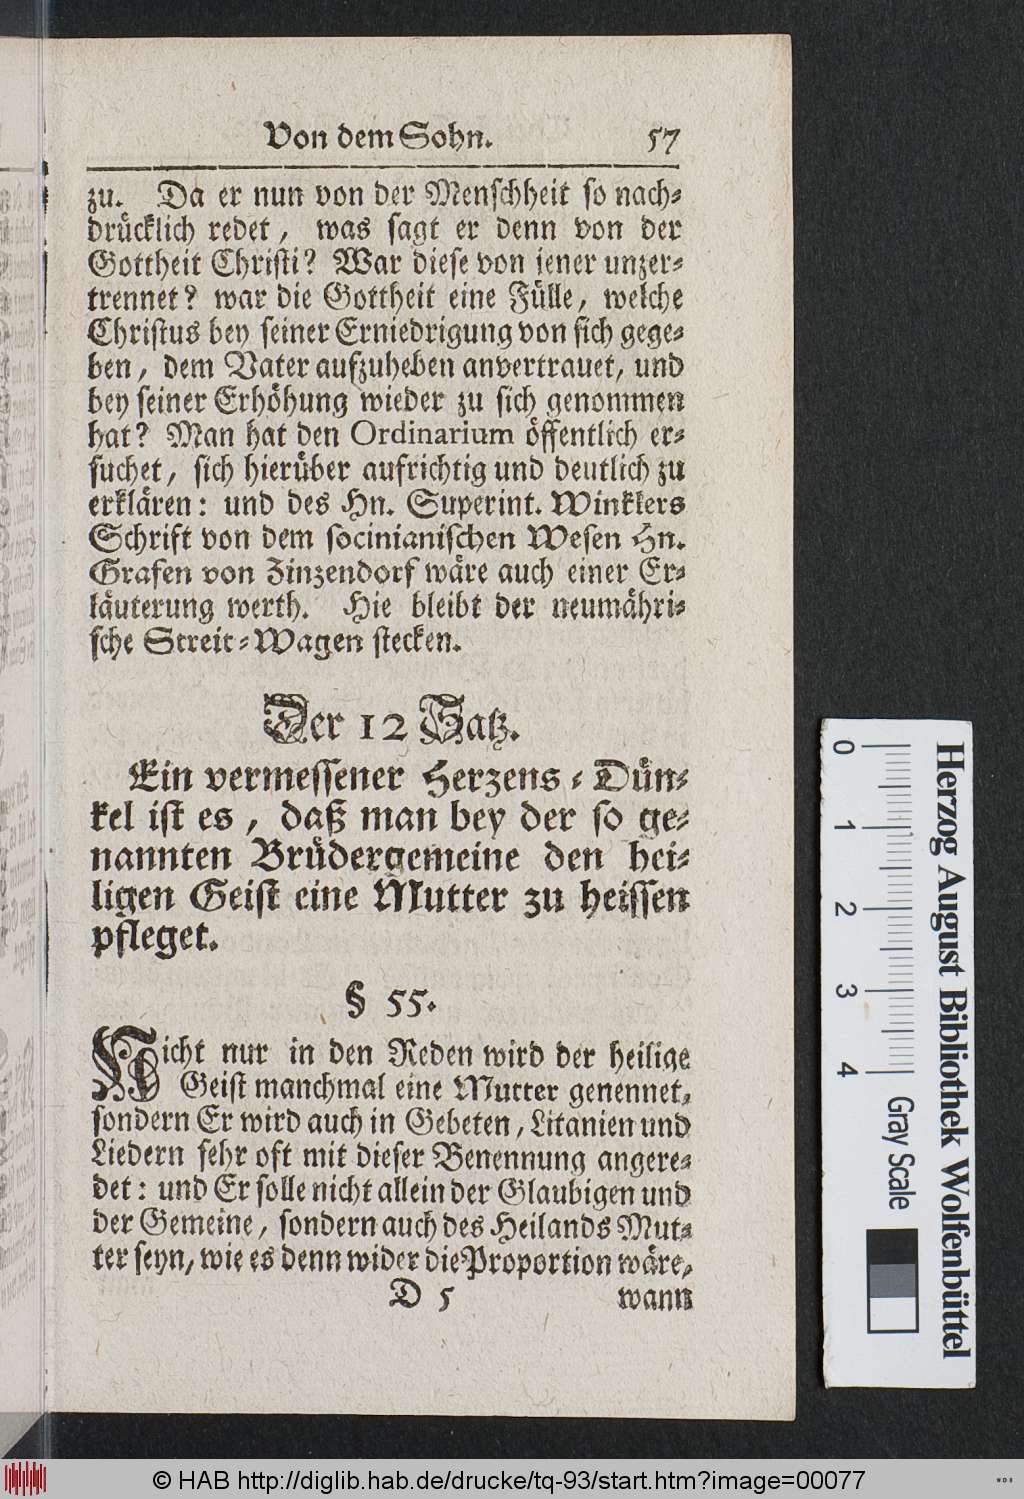 Von dem Sohn. 57
zu. Da er nun von der Menschheit so nach-
drücklich redet, was sagt er denn von der
Gottheit Christi? War diese von jener unzer-
trennet? war die Gottheit eine Fülle, welche
Christus bey seiner Erniedrigung von sich gege-
ben, dem Vater aufzuheben anvertrauet, und
bey seiner Erhöhung wieder zu sich genommen
hat? Man hat den Ordinarium öffentlich er-
suchet, sich hierüber aufrichtig und deutlich zu
erklären: und des Hn. Superint. Winklers
Schrift von dem socinianischen Wesen Hn.
Grafen von Zinzendorf wäre auch einer Er-
läuterung werth. Hie bleibt der neumähri-
sche Streit-Wagen stecken.
Der 12 Satz.
Ein vermessener Herzens-Dün-
kel ist es, daß man bey der so ge-
nannten Brüdergemeine den hei-
ligen Geist eine Mutter zu heissen
pfleget.
§ 55.
Nicht nur in den Reden wird der heilige
Geist manchmal eine Mutter genennet,
sondern Er wird auch in Gebeten, Litanien und
Liedern sehr oft mit dieser Benennung angere-
det: und Er solle nicht allein der Glaubigen und
der Gemeine, sondern auch des Heilands Mut-
ter seyn, wie es denn wider die Proportion wäre,
D 5 wann
0 1 2 3 4 Gray Scale
Herzog August Bibliothek Wolfenbüttel
© HAB http://diglib.hab.de/drucke/tq-93/start.htm?image=00077